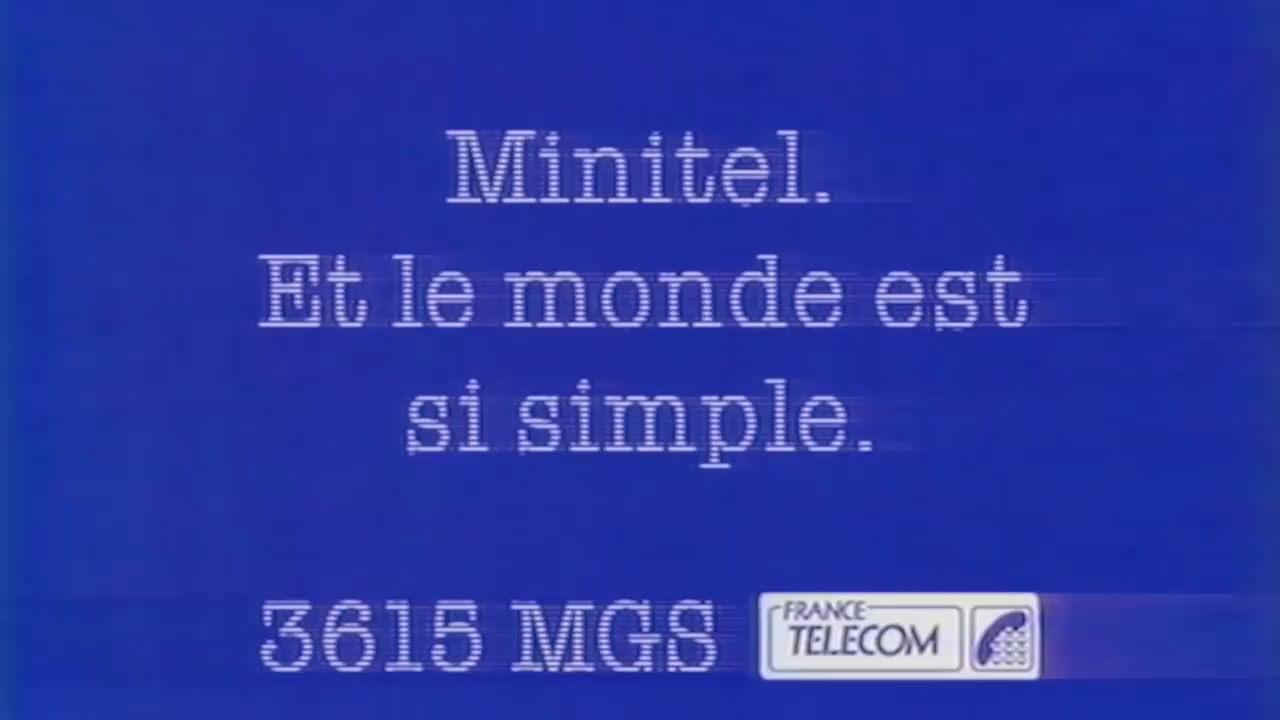 Minitel.
Et le monde est
si simple.
3615 MGS
FRANCE
TELECOM